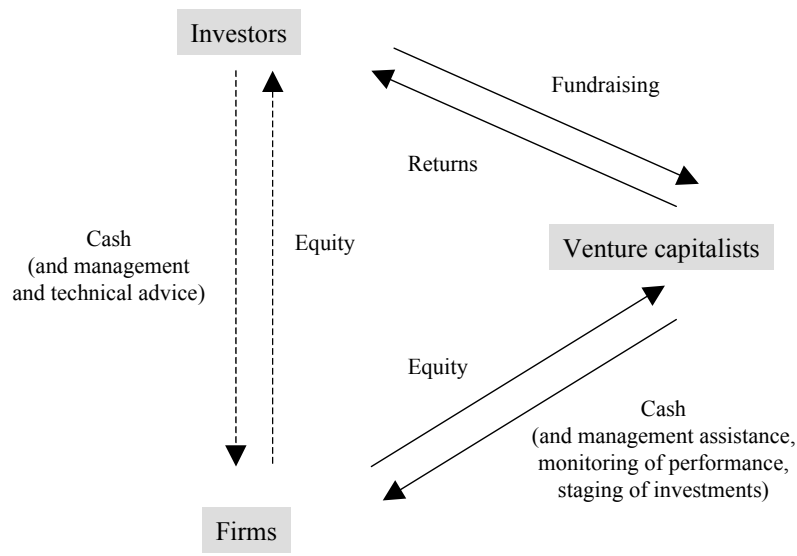 Investors
Fundraising
Returns
Cash
(and management
and technical advice)
Equity
Venture capitalists
Equity
Cash
(and management assistance,
monitoring of performance,
staging of investments)
Firms